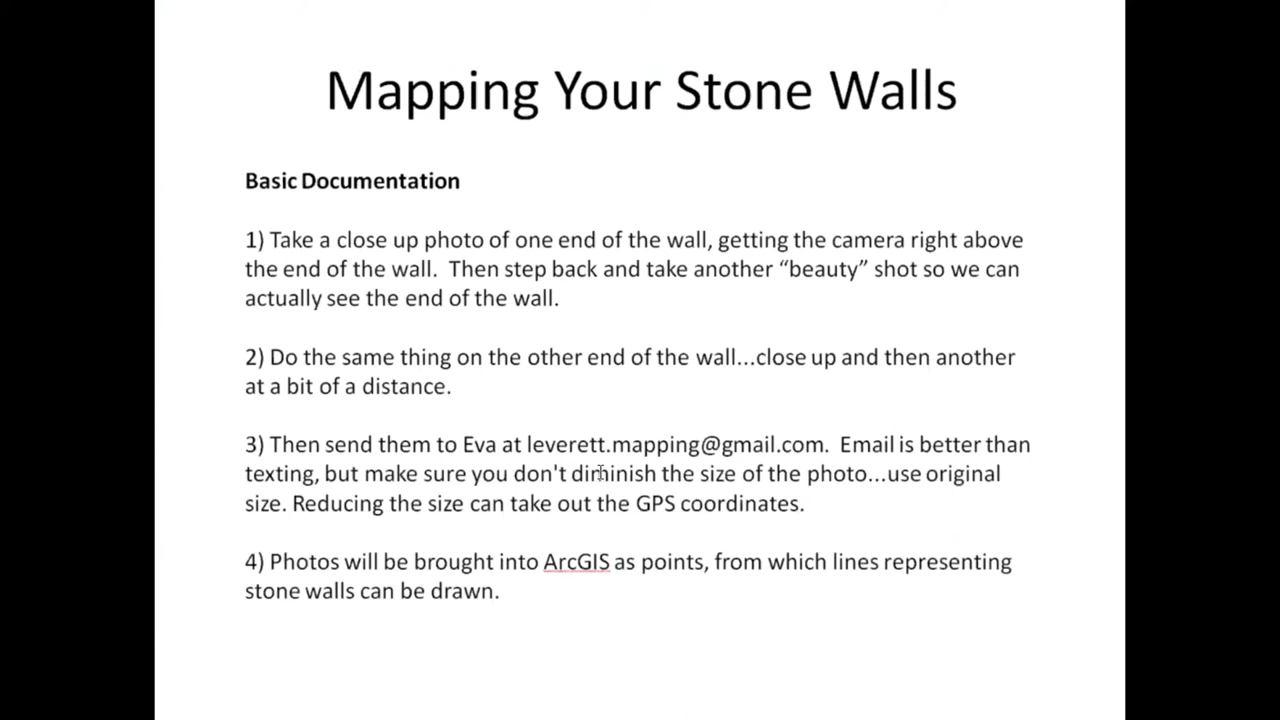 Mapping Your Stone Walls
Basic Documentation
1) Take a close up photo of one end of the wall, getting the camera right above
the end of the wall.  Then step back and take another “beauty” shot so we can
actually see the end of the wall.
2) Do the same thing on the other end of the wall…close up and then another
at a bit of a distance.
3) Then send them to Eva at leverett.mapping@gmail.com.  Email is better than
texting, but make sure you don't diminish the size of the photo…use original
size. Reducing the size can take out the GPS coordinates.
4) Photos will be brought into ArcGIS as points, from which lines representing
stone walls can be drawn.